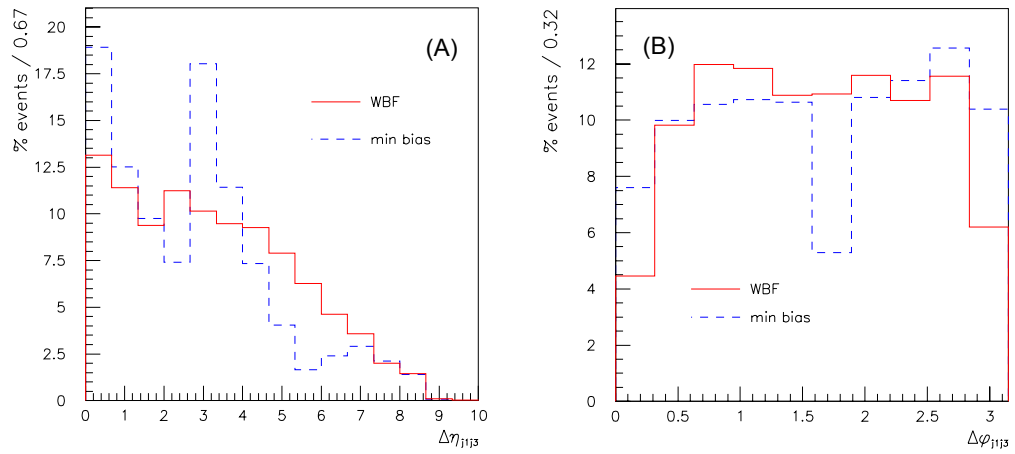 % events / 0.67
20
17.5
15
12.5
10
7.5
5
2.5
0
(A)
WBF
min bias
0 1 2 3 4 5 6 7 8 9 10
Δη_{j1j3}
% events / 0.32
12
10
8
6
4
2
0
(B)
WBF
min bias
0 0.5 1 1.5 2 2.5 3
Δφ_{j1j3}